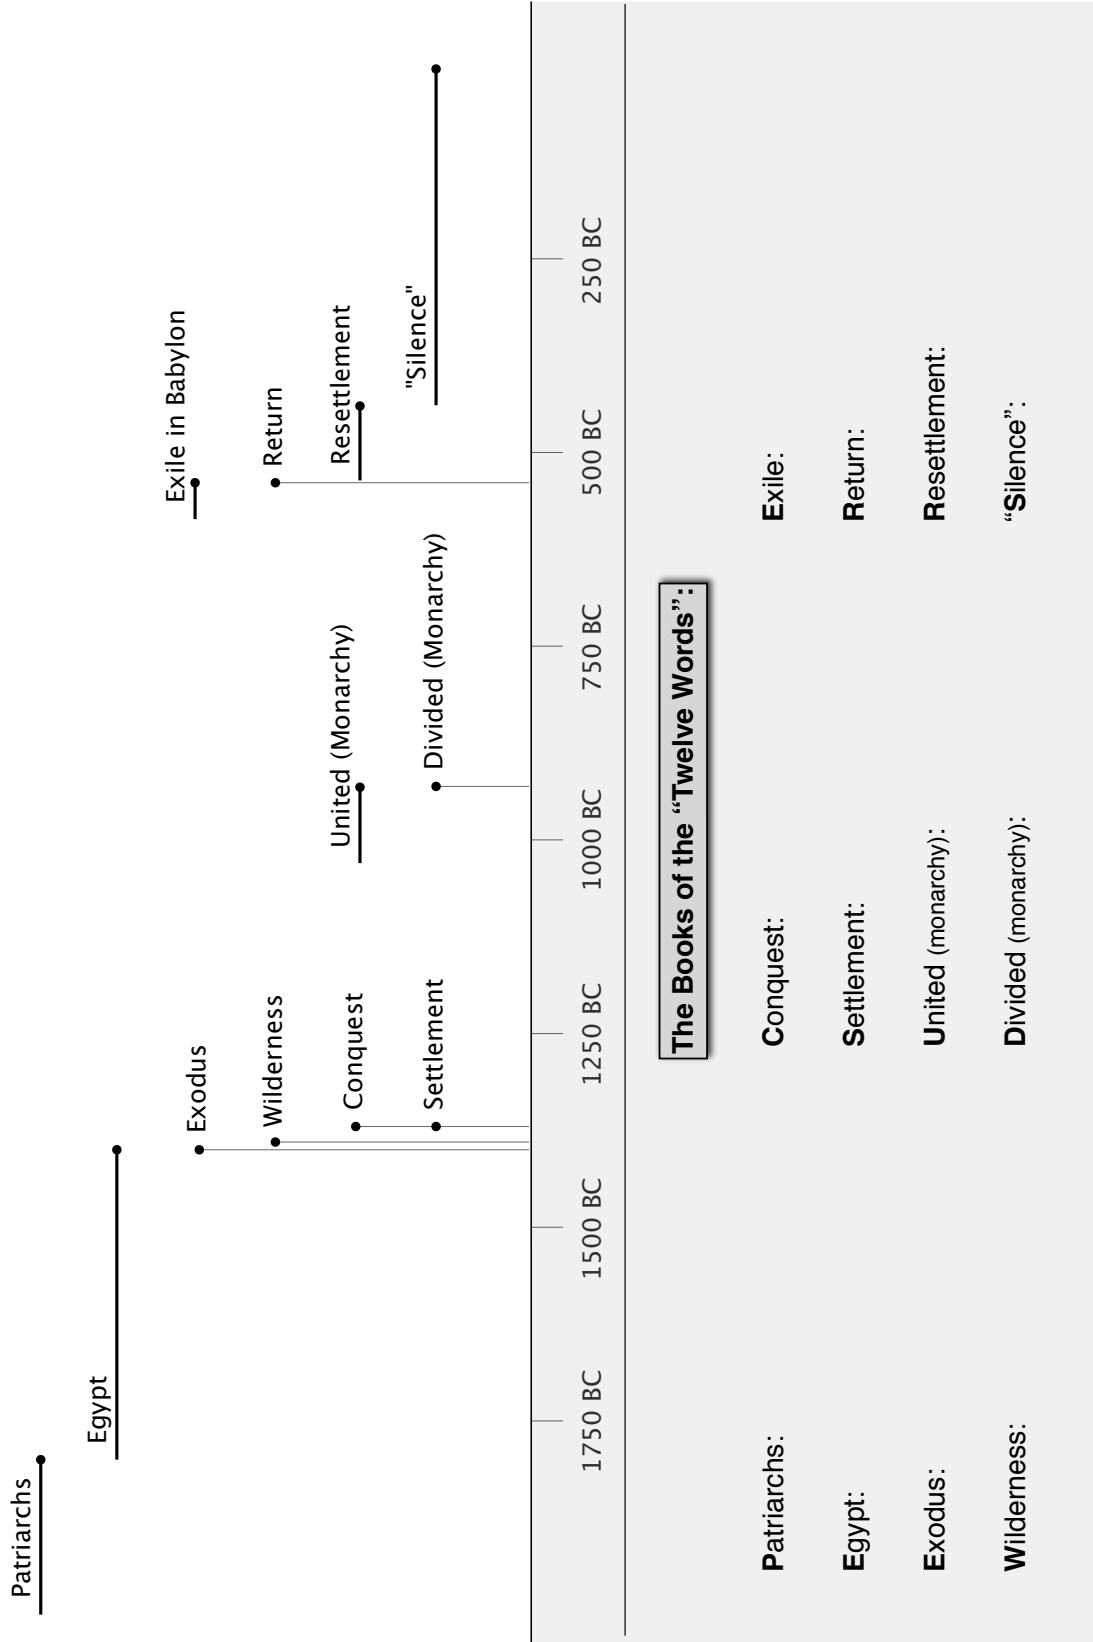 Patriarchs
Egypt
Exodus
Exile in Babylon
Wilderness
Return
Conquest
United (Monarchy)
Resettlement
Settlement
Divided (Monarchy)
"Silence"
1750 BC
1500 BC
1250 BC
1000 BC
750 BC
500 BC
250 BC
The Books of the “Twelve Words”:
Patriarchs:
Egypt:
Exodus:
Wilderness:
Conquest:
Settlement:
United (monarchy):
Divided (monarchy):
Exile:
Return:
Resettlement:
“Silence”: